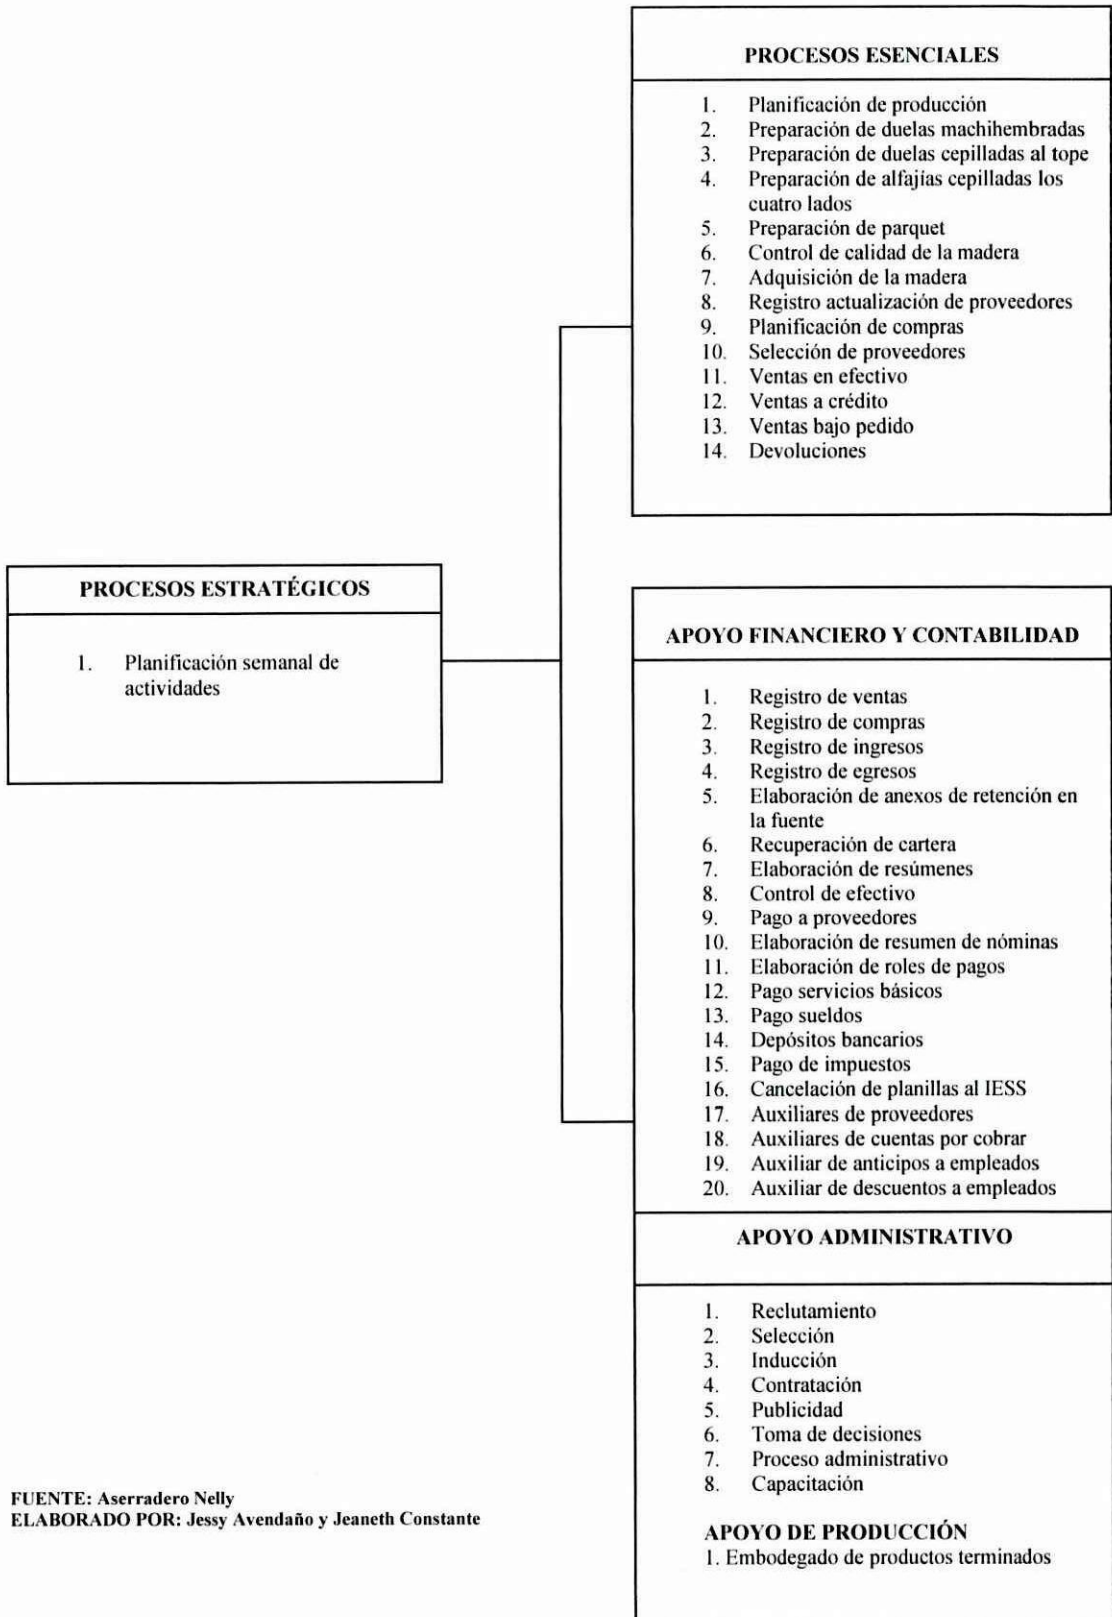 PROCESOS ESENCIALES
1. Planificación de producción
2. Preparación de duelas machihembradas
3. Preparación de duelas cepilladas al tope
4. Preparación de alfajías cepilladas los
cuatro lados
5. Preparación de parquet
6. Control de calidad de la madera
7. Adquisición de la madera
8. Registro actualización de proveedores
9. Planificación de compras
10. Selección de proveedores
11. Ventas en efectivo
12. Ventas a crédito
13. Ventas bajo pedido
14. Devoluciones
PROCESOS ESTRATÉGICOS
1. Planificación semanal de
actividades
APOYO FINANCIERO Y CONTABILIDAD
1. Registro de ventas
2. Registro de compras
3. Registro de ingresos
4. Registro de egresos
5. Elaboración de anexos de retención en
la fuente
6. Recuperación de cartera
7. Elaboración de resúmenes
8. Control de efectivo
9. Pago a proveedores
10. Elaboración de resumen de nóminas
11. Elaboración de roles de pagos
12. Pago servicios básicos
13. Pago sueldos
14. Depósitos bancarios
15. Pago de impuestos
16. Cancelación de planillas al IESS
17. Auxiliares de proveedores
18. Auxiliares de cuentas por cobrar
19. Auxiliar de anticipos a empleados
20. Auxiliar de descuentos a empleados
APOYO ADMINISTRATIVO
1. Reclutamiento
2. Selección
3. Inducción
4. Contratación
5. Publicidad
6. Toma de decisiones
7. Proceso administrativo
8. Capacitación
APOYO DE PRODUCCIÓN
1. Embodegado de productos terminados
FUENTE: Aserradero Nelly
ELABORADO POR: Jessy Avendaño y Jeaneth Constante